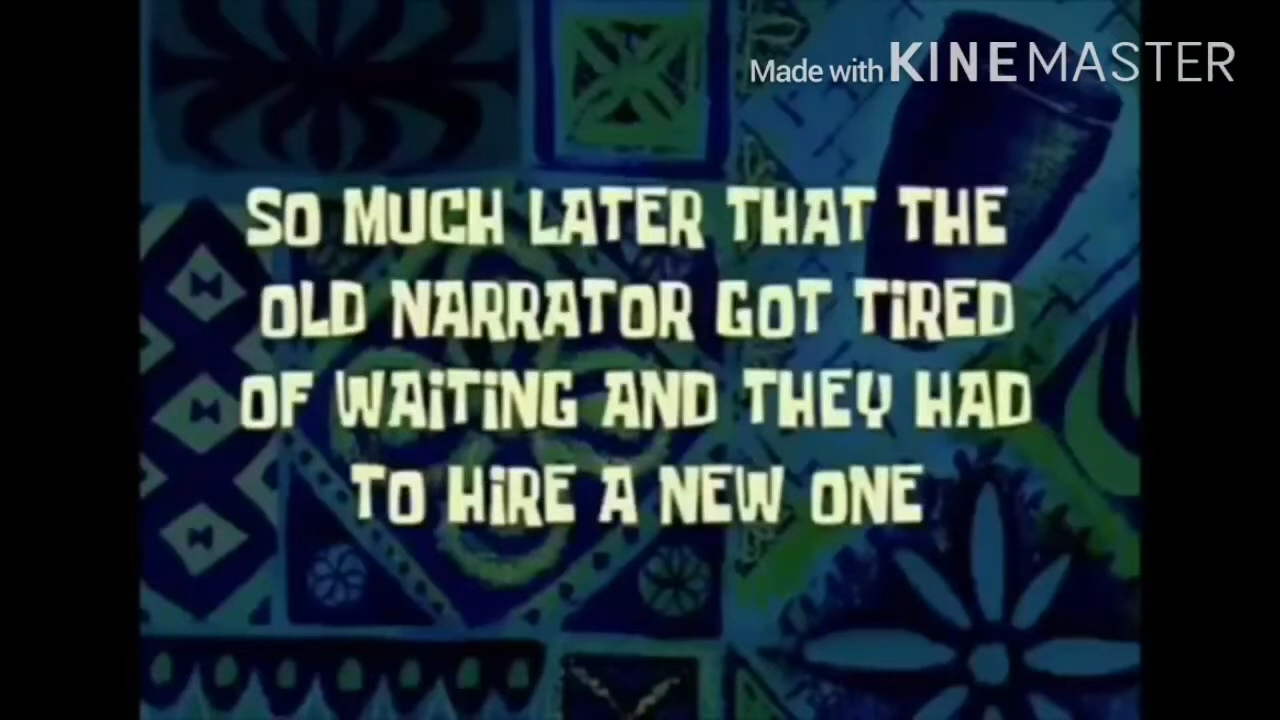 Made with KINEMASTER
SO MUCH LATER THAT THE
OLD NARRATOR GOT TiRED
OF WAiTiNG AND THEY HAD
TO HiRE A NEW ONE